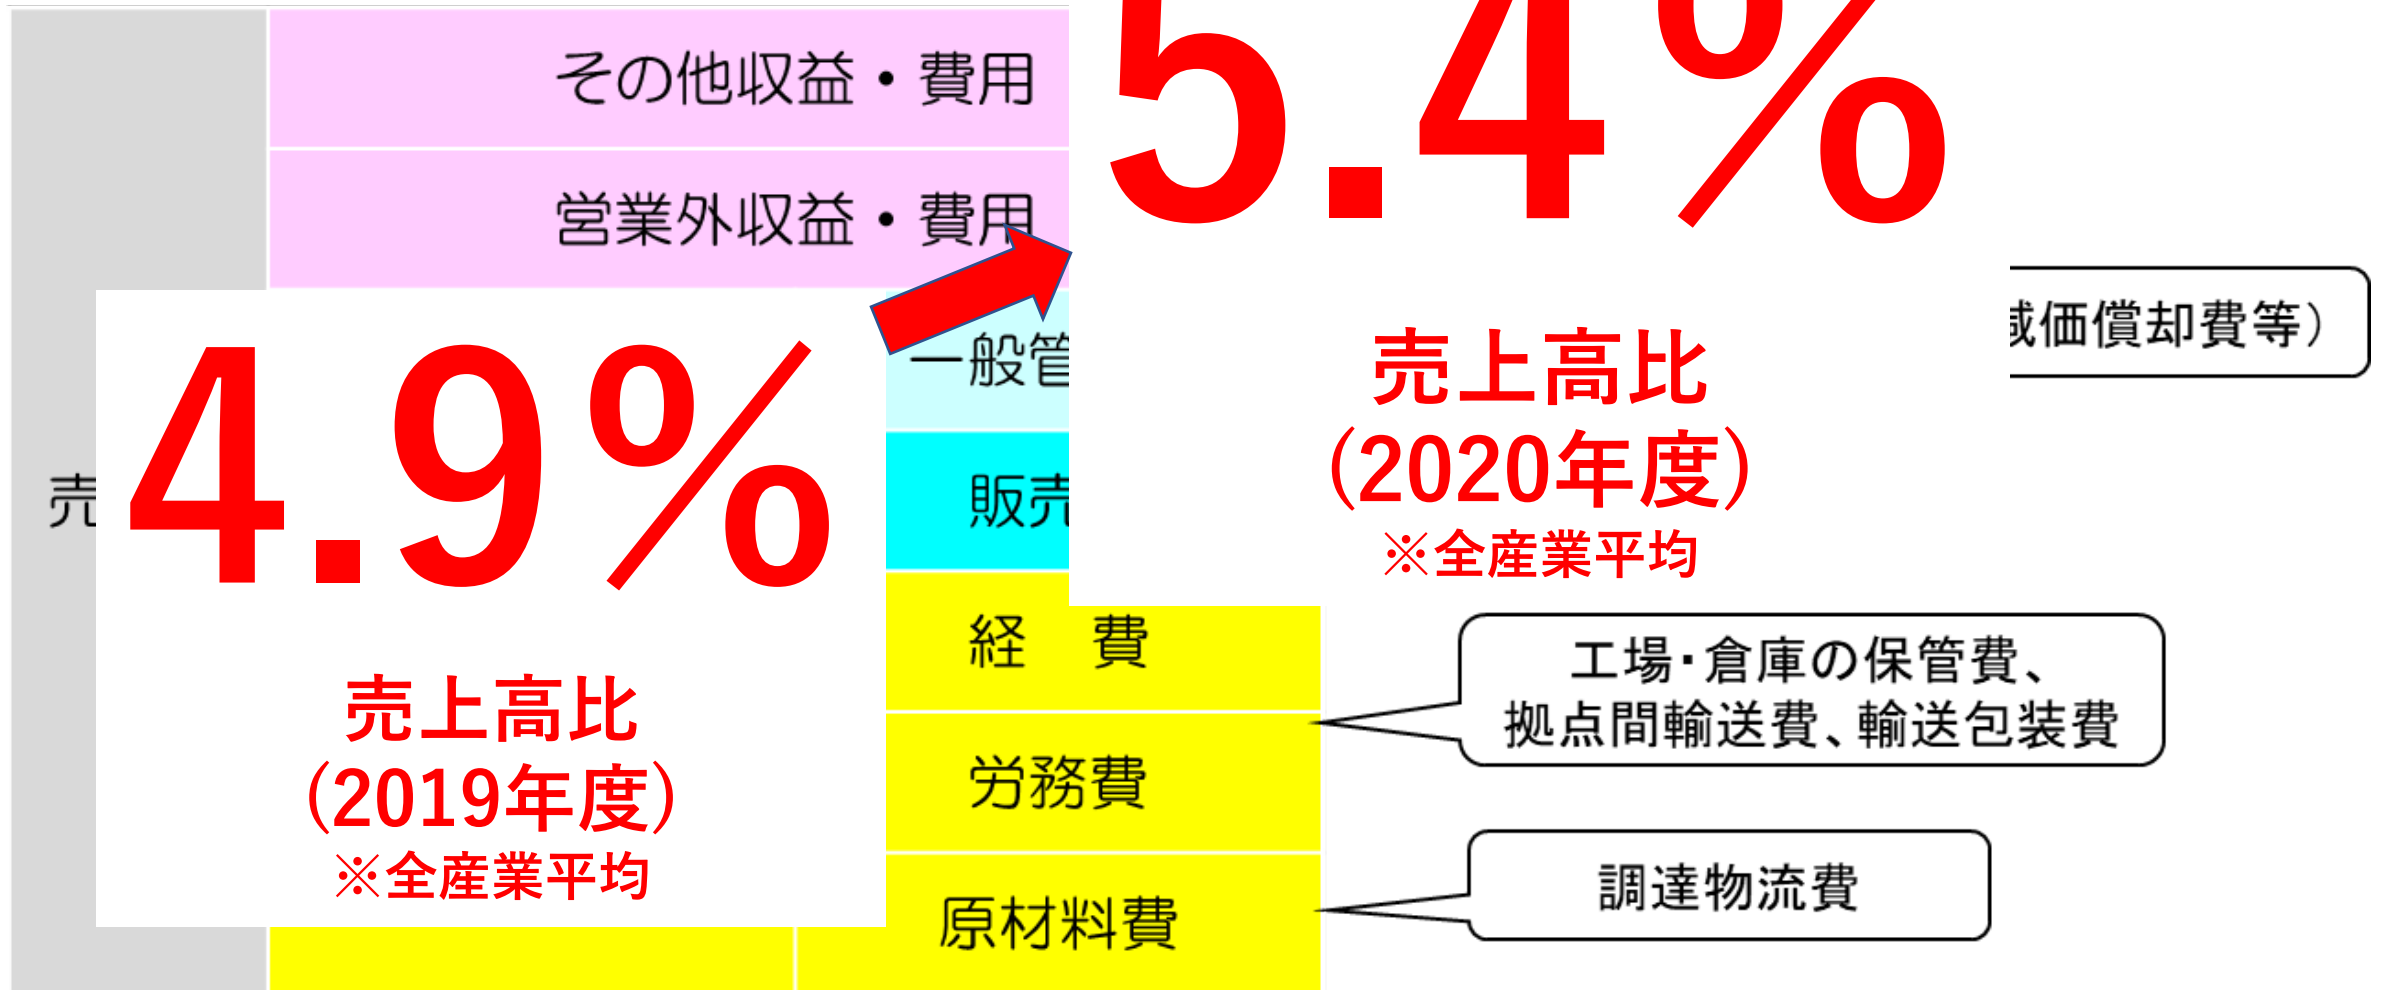 その他収益・費用
営業外収益・費用
5.4%
売上高比
(2020年度)
※全産業平均
価償却費等）
一般管
売
4.9%
売上高比
(2019年度)
※全産業平均
販売
経　費
労務費
原材料費
工場・倉庫の保管費、
拠点間輸送費、輸送包装費
調達物流費